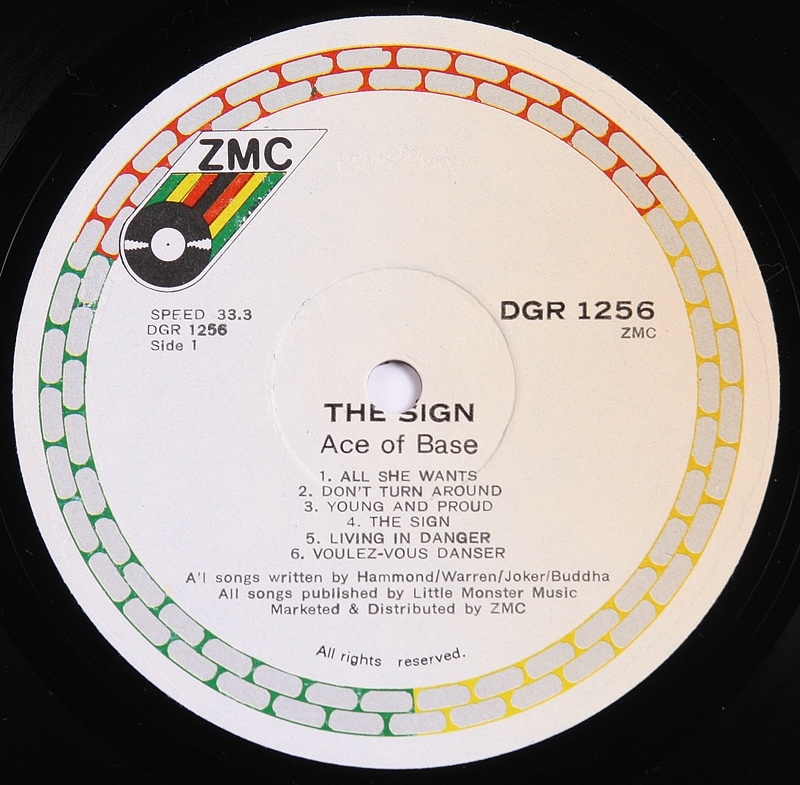 ZMC
SPEED 33.3
DGR 1256
Side 1
DGR 1256
ZMC
THE SIGN
Ace of Base
1. ALL SHE WANTS
2. DON'T TURN AROUND
3. YOUNG AND PROUD
4. THE SIGN
5. LIVING IN DANGER
6. VOULEZ-VOUS DANSER
A'l songs written by Hammond/Warren/Joker/Buddha
All songs published by Little Monster Music
Marketed & Distributed by ZMC
All rights reserved.